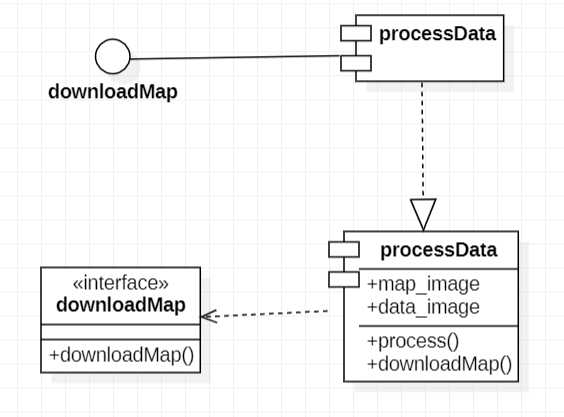 processData
downloadMap
processData
+map_image
+data_image
+process()
+downloadMap()
«interface»
downloadMap
+downloadMap()